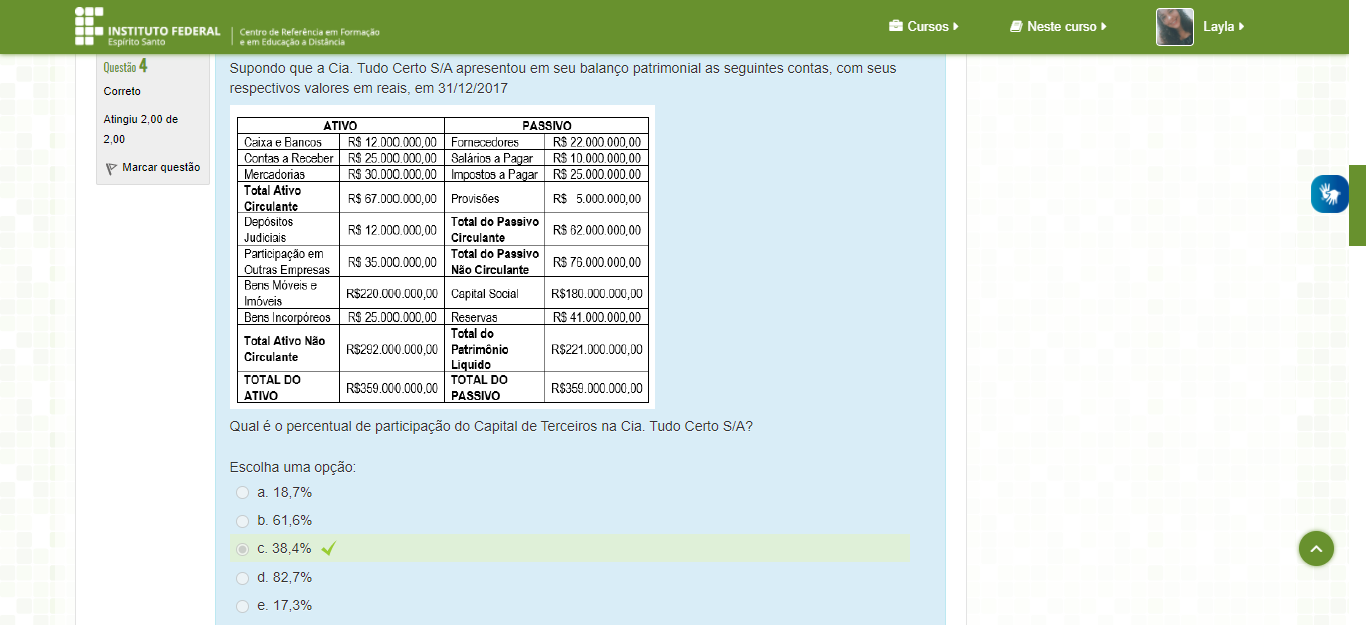 INSTITUTO FEDERAL
Espírito Santo
Centro de Referência em Formação
e em Educação a Distância
Cursos
Neste curso
Layla
Questão 4
Correto
Atingiu 2,00 de
2,00
Marcar questão
Supondo que a Cia. Tudo Certo S/A apresentou em seu balanço patrimonial as seguintes contas, com seus
respectivos valores em reais, em 31/12/2017
ATIVO PASSIVO
Caixa e Bancos R$ 12.000.000,00 Fornecedores R$ 22.000.000,00
Contas a Receber R$ 25.000.000,00 Salários a Pagar R$ 10.000.000,00
Mercadorias R$ 30.000.000,00 Impostos a Pagar R$ 25.000.000.00
Total Ativo
Circulante R$ 67.000.000,00 Provisões R$ 5.000.000,00
Depósitos
Judiciais R$ 12.000.000,00 Total do Passivo
Circulante R$ 62.000.000,00
Participação em
Outras Empresas R$ 35.000.000,00 Total do Passivo
Não Circulante R$ 76.000.000,00
Bens Móveis e
Imóveis R$220.000.000,00 Capital Social R$180.000.000,00
Bens Incorpóreos R$ 25.000.000,00 Reservas R$ 41.000.000,00
Total Ativo Não
Circulante R$292.000.000,00 Total do
Patrimônio
Liquido R$221.000.000,00
TOTAL DO
ATIVO R$359.000.000,00 TOTAL DO
PASSIVO R$359.000.000,00
Qual é o percentual de participação do Capital de Terceiros na Cia. Tudo Certo S/A?
Escolha uma opção:
a. 18,7%
b. 61,6%
c. 38,4%
d. 82,7%
e. 17,3%